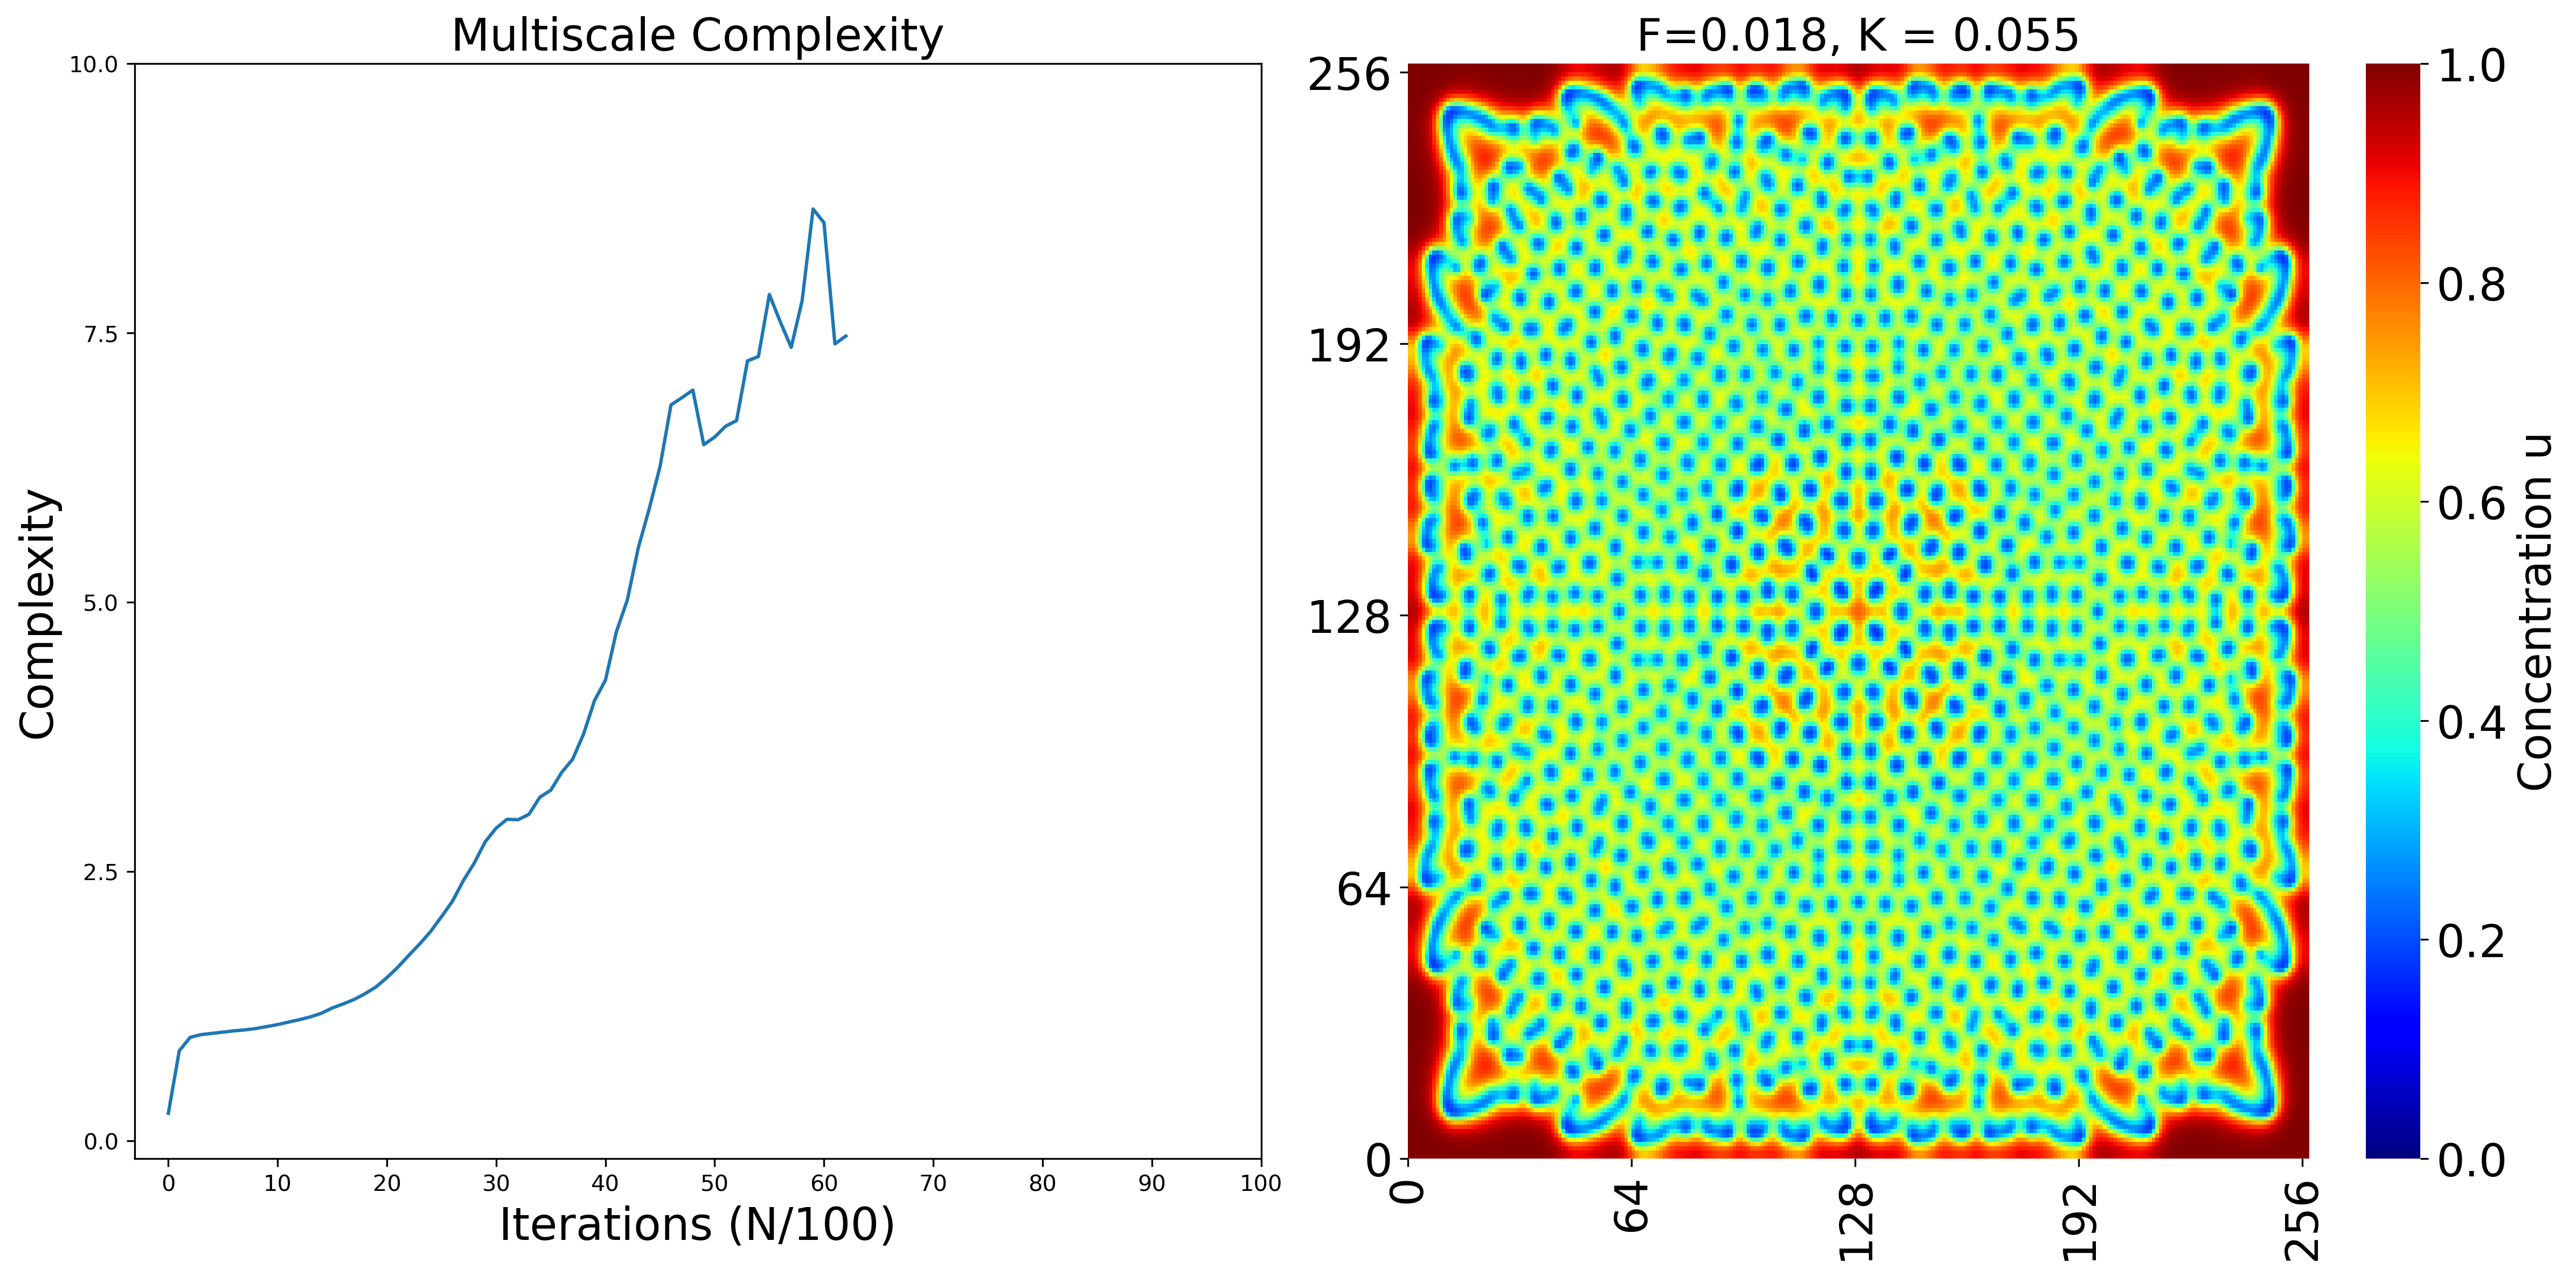 Multiscale Complexity
10.0
7.5
5.0
2.5
0.0
Complexity
0 10 20 30 40 50 60 70 80 90 100
Iterations (N/100)
F=0.018, K = 0.055
256
192
128
64
0
0 64 128 192 256
1.0
0.8
0.6
0.4
0.2
0.0
Concentration u